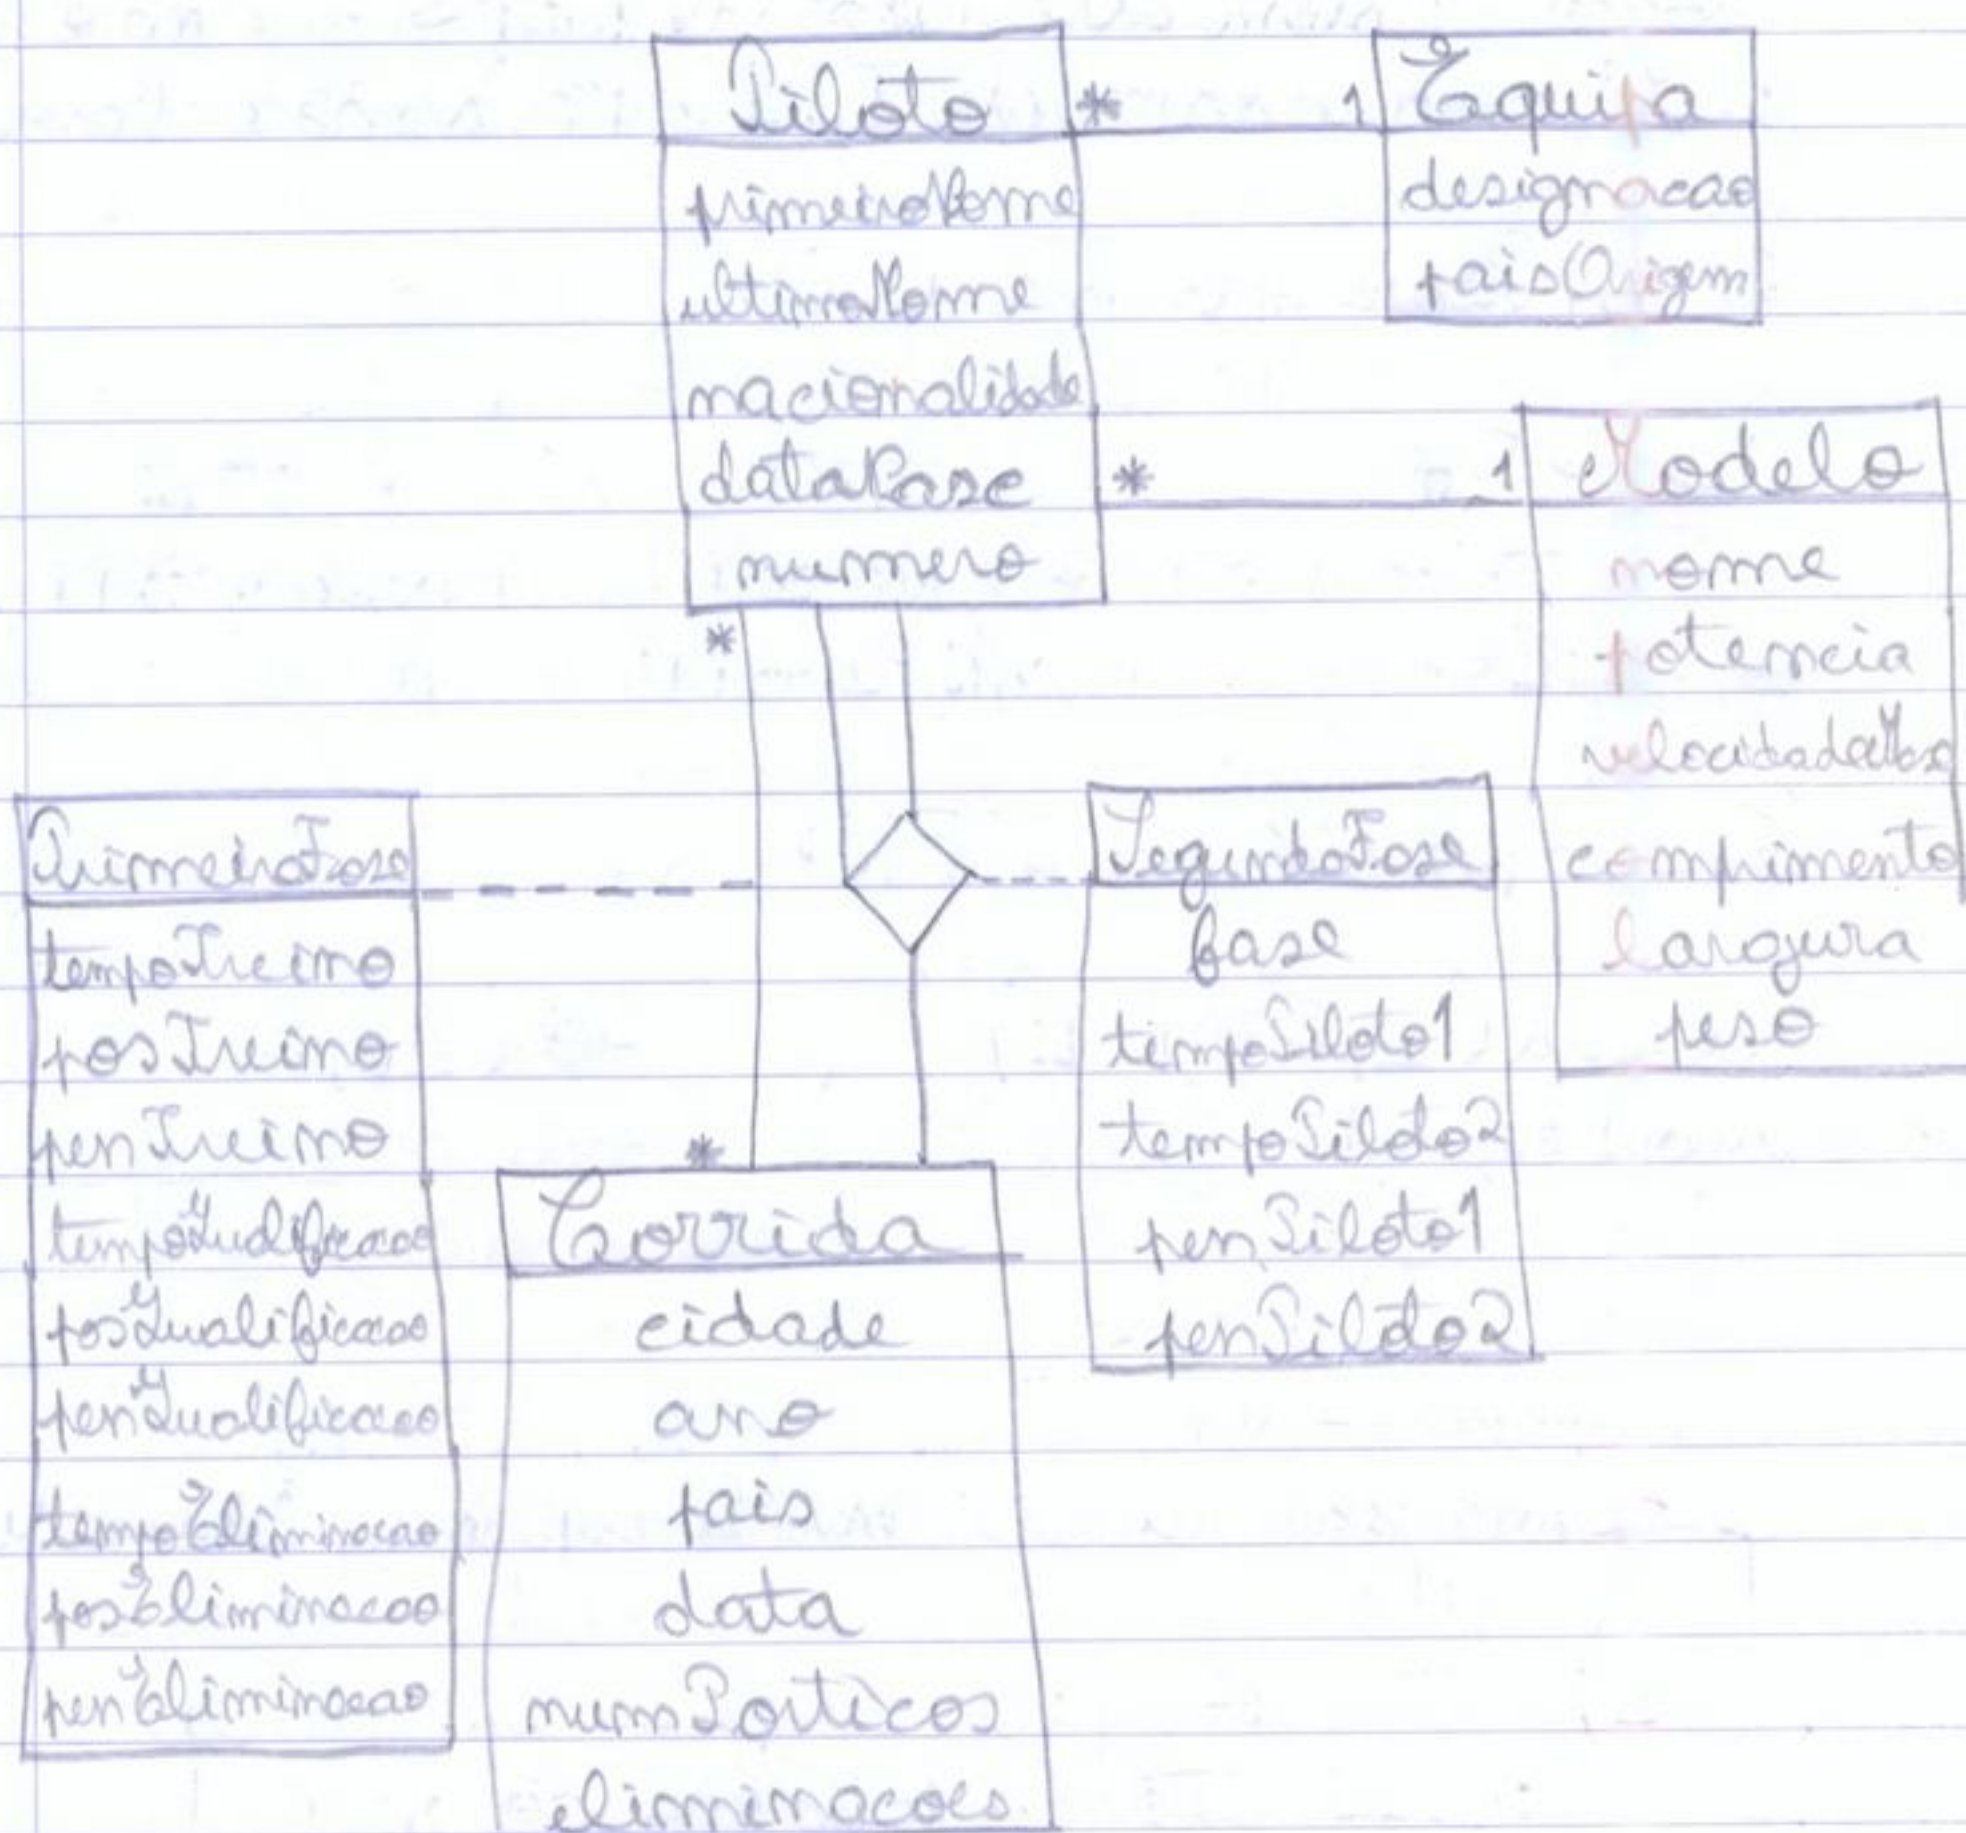 Piloto
primeiroNome
ultimoNome
nacionalidade
dataNasc
numero
*
1
Equipa
designacao
paisOrigem
*
1
Modelo
nome
potencia
velocidadeMax
comprimento
largura
peso
*
*
PrimeiraFase
tempoTreino
posTreino
penTreino
tempoQualificacao
posQualificacao
penQualificacao
tempoEliminacao
posEliminacao
penEliminacao
SegundaFase
fase
tempoPiloto1
tempoPiloto2
penPiloto1
penPiloto2
Corrida
cidade
ano
pais
data
numPorticos
eliminacoes